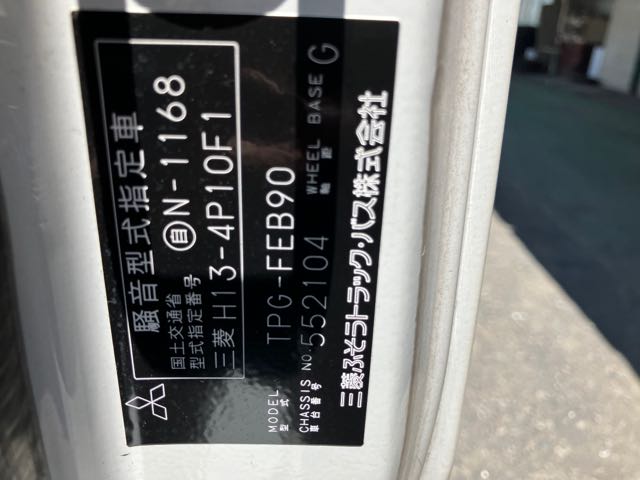 騒音型式指定車
国土交通省
型式指定番号 自N-1168
三菱 H13-4P10F1
MODEL
型式 TPG-FEB90
CHASSIS NO. 552104 WHEEL BASE G
車台番号 軸距
三菱ふそうトラック・バス株式会社